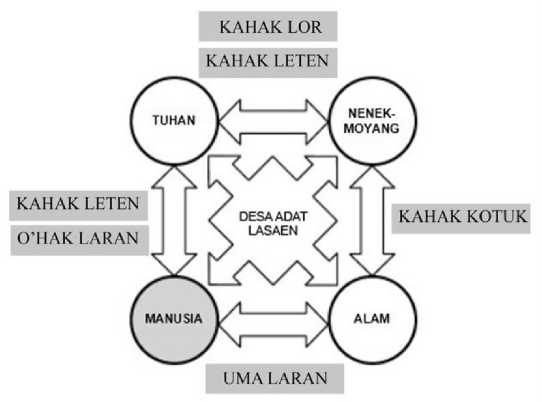 KAHAK LOR
KAHAK LETEN
TUHAN
NENEK-
MOYANG
KAHAK LETEN
O'HAK LARAN
DESA ADAT
LASAEN
KAHAK KOTUK
MANUSIA
ALAM
UMA LARAN